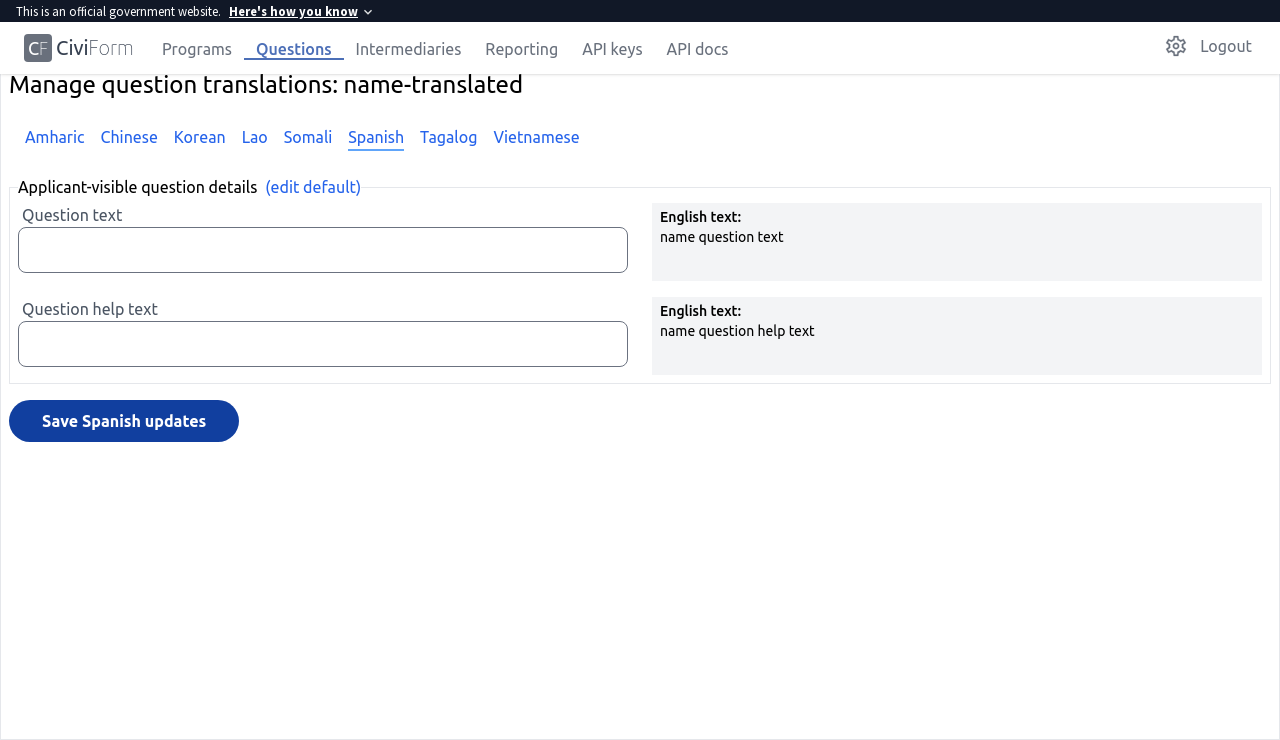 This is an official government website. Here's how you know
CF CiviForm Programs Questions Intermediaries Reporting API keys API docs Logout
Manage question translations: name-translated
Amharic Chinese Korean Lao Somali Spanish Tagalog Vietnamese
Applicant-visible question details (edit default)
Question text
English text:
name question text
Question help text
English text:
name question help text
Save Spanish updates